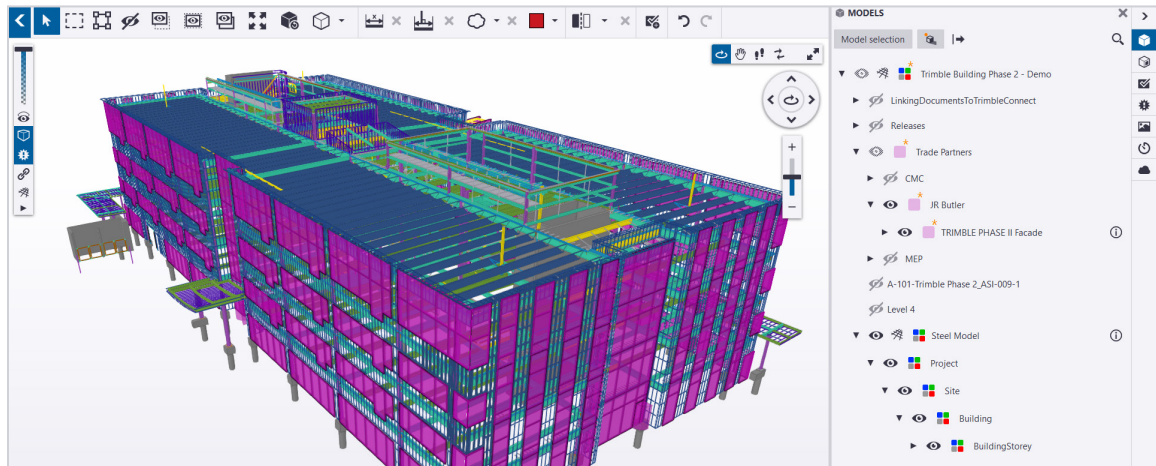 MODELS
Model selection
Trimble Building Phase 2 - Demo
LinkingDocumentsToTrimbleConnect
Releases
Trade Partners
CMC
JR Butler
TRIMBLE PHASE II Facade
MEP
A-101-Trimble Phase 2_ASI-009-1
Level 4
Steel Model
Project
Site
Building
BuildingStorey